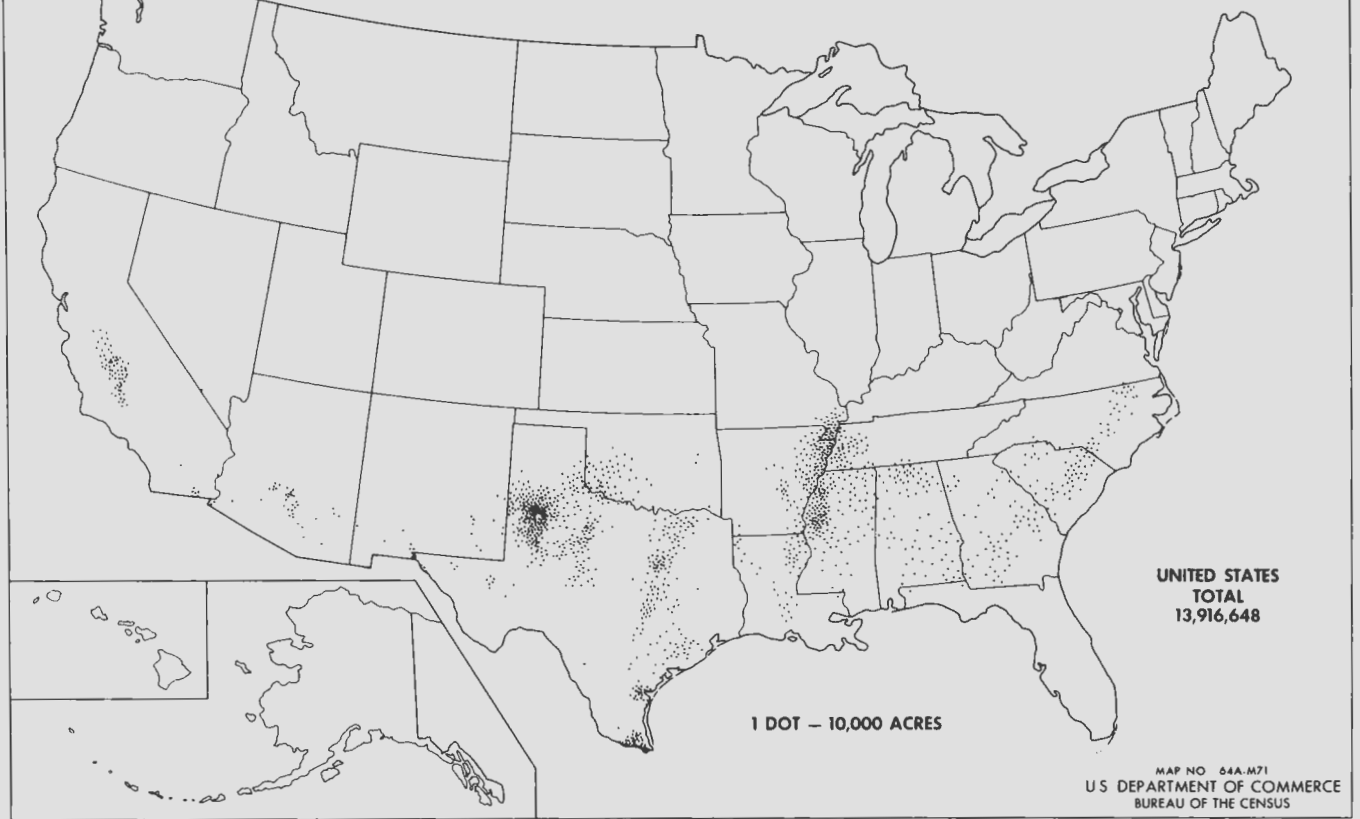 UNITED STATES
TOTAL
13,916,648
1 DOT – 10,000 ACRES
MAP NO 64A-M71
U S DEPARTMENT OF COMMERCE
BUREAU OF THE CENSUS